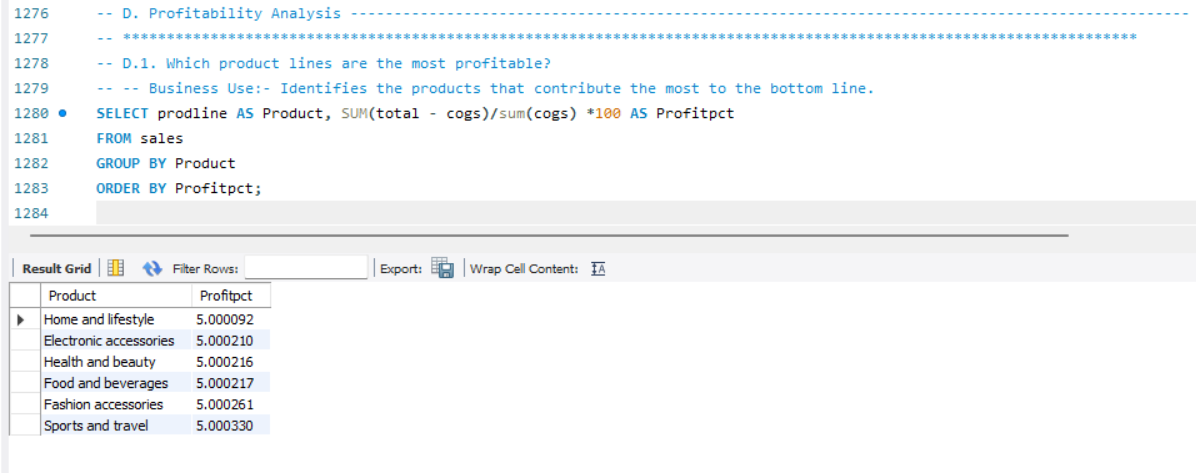 1276 -- D. Profitability Analysis ------------------------------------------------------------------------------------------------
1277 -- *********************************************************************************************************************
1278 -- D.1. Which product lines are the most profitable?
1279 -- -- Business Use:- Identifies the products that contribute the most to the bottom line.
1280 SELECT prodline AS Product, SUM(total - cogs)/sum(cogs) *100 AS Profitpct
1281 FROM sales
1282 GROUP BY Product
1283 ORDER BY Profitpct;
1284
Result Grid Filter Rows: Export: Wrap Cell Content: IA
Product Profitpct
Home and lifestyle 5.000092
Electronic accessories 5.000210
Health and beauty 5.000216
Food and beverages 5.000217
Fashion accessories 5.000261
Sports and travel 5.000330